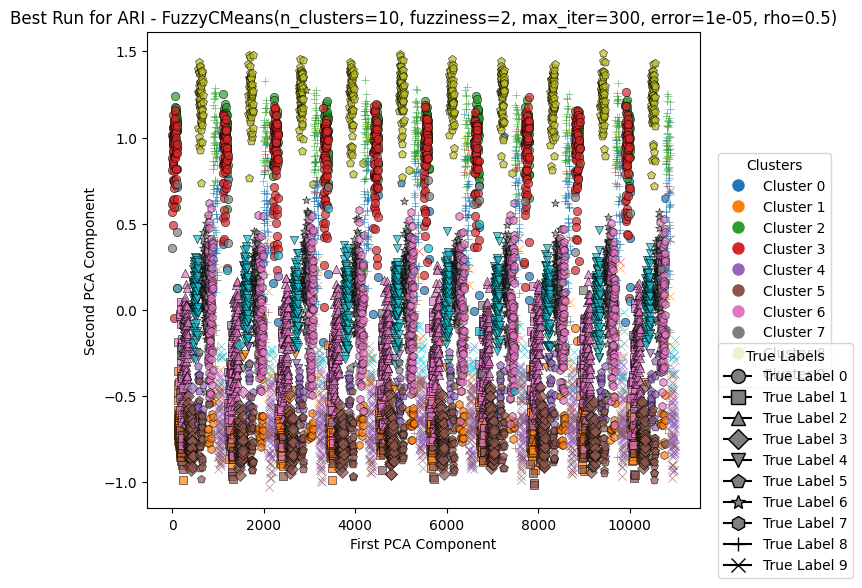 Best Run for ARI - FuzzyCMeans(n_clusters=10, fuzziness=2, max_iter=300, error=1e-05, rho=0.5)
1.5
1.0
0.5
0.0
−0.5
−1.0
Second PCA Component
0
2000
4000
6000
8000
10000
First PCA Component
Clusters
Cluster 0
Cluster 1
Cluster 2
Cluster 3
Cluster 4
Cluster 5
Cluster 6
Cluster 7
True Labels
True Label 0
True Label 1
True Label 2
True Label 3
True Label 4
True Label 5
True Label 6
True Label 7
True Label 8
True Label 9